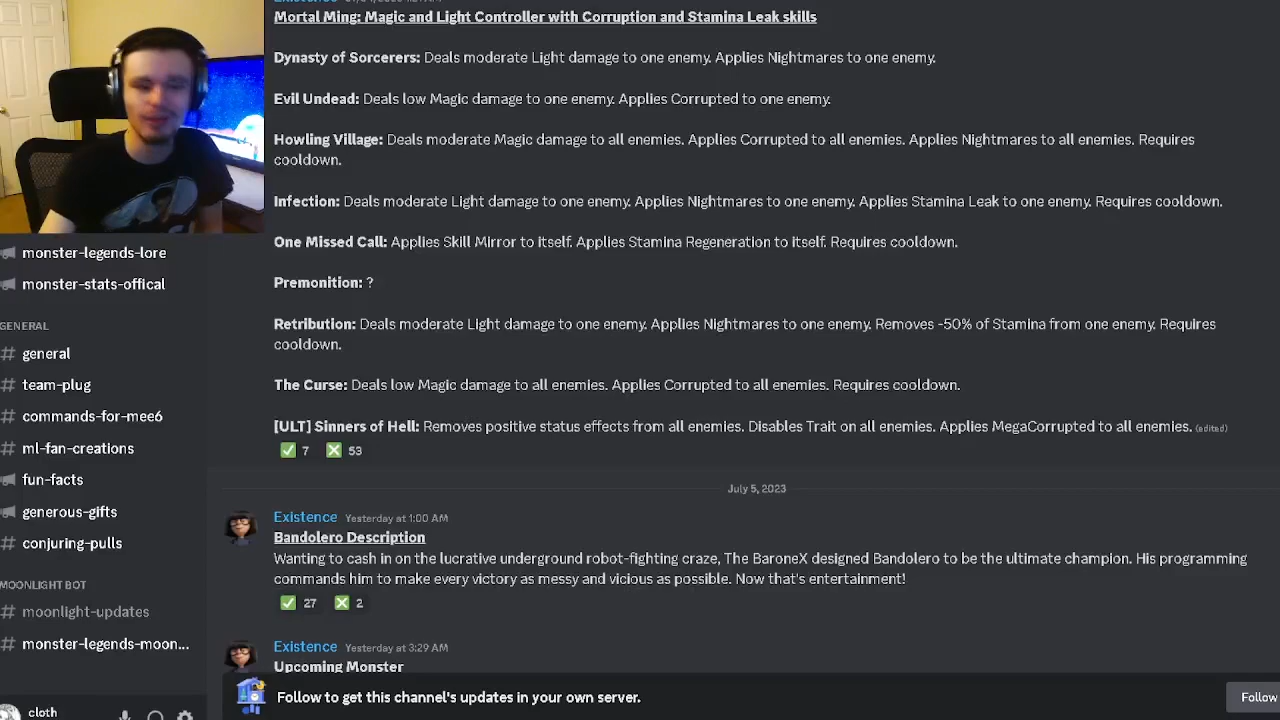 Mortal Ming: Magic and Light Controller with Corruption and Stamina Leak skills
Dynasty of Sorcerers: Deals moderate Light damage to one enemy. Applies Nightmares to one enemy.
Evil Undead: Deals low Magic damage to one enemy. Applies Corrupted to one enemy.
Howling Village: Deals moderate Magic damage to all enemies. Applies Corrupted to all enemies. Applies Nightmares to all enemies. Requires
cooldown.
Infection: Deals moderate Light damage to one enemy. Applies Nightmares to one enemy. Applies Stamina Leak to one enemy. Requires cooldown.
One Missed Call: Applies Skill Mirror to Itself. Applies Stamina Regeneration to itself. Requires cooldown.
Premonition: ?
Retribution: Deals moderate Light damage to one enemy. Applies Nightmares to one enemy. Removes -50% of Stamina from one enemy. Requires
cooldown.
The Curse: Deals low Magic damage to all enemies. Applies Corrupted to all enemies. Requires cooldown.
[ULT] Sinners of Hell: Removes positive status effects from all enemies. Disables Trait on all enemies. Applies MegaCorrupted to all enemies. (edited)
7 53
July 5, 2023
Existence Yesterday at 1:00 AM
Bandolero Description
Wanting to cash in on the lucrative underground robot-fighting craze, The BaroneX designed Bandolero to be the ultimate champion. His programming
commands him to make every victory as messy and vicious as possible. Now that's entertainment!
27 2
Existence Yesterday at 3:29 AM
Upcoming Monster
Follow to get this channel's updates in your own server.
Follow
monster-legends-lore
monster-stats-offical
GENERAL
# general
# team-plug
# commands-for-mee6
# ml-fan-creations
fun-facts
generous-gifts
# conjuring-pulls
MOONLIGHT BOT
# moonlight-updates
# monster-legends-moon...
cloth